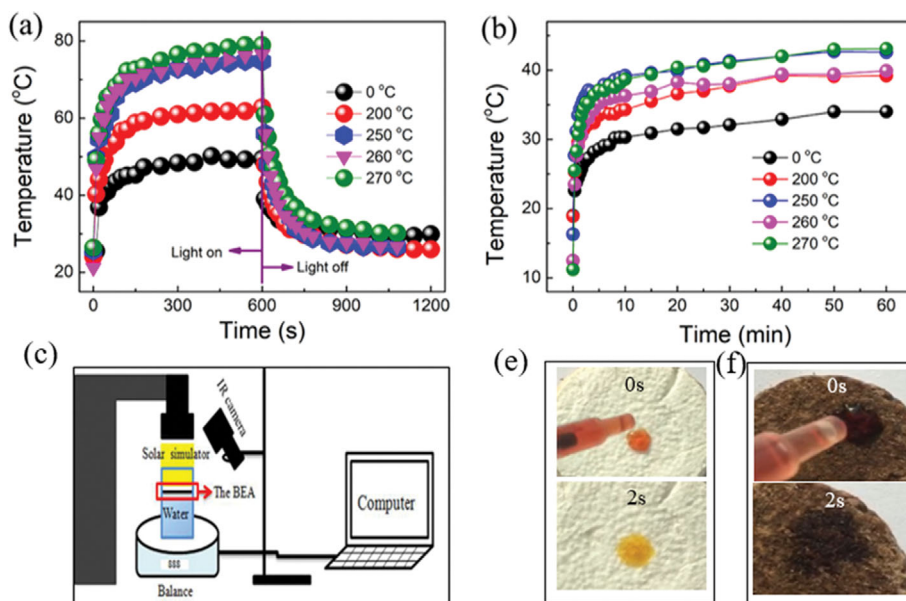 (a)
80
60
40
20
Temperature (°C)
0 °C
200 °C
250 °C
260 °C
270 °C
Light on
Light off
0 300 600 900 1200
Time (s)
(b)
40
30
20
10
Temperature (°C)
0 °C
200 °C
250 °C
260 °C
270 °C
0 10 20 30 40 50 60
Time (min)
(c)
IR camera
Solar simulator
The BEA
Water
Computer
888
Balance
(e)
0s
2s
(f)
0s
2s